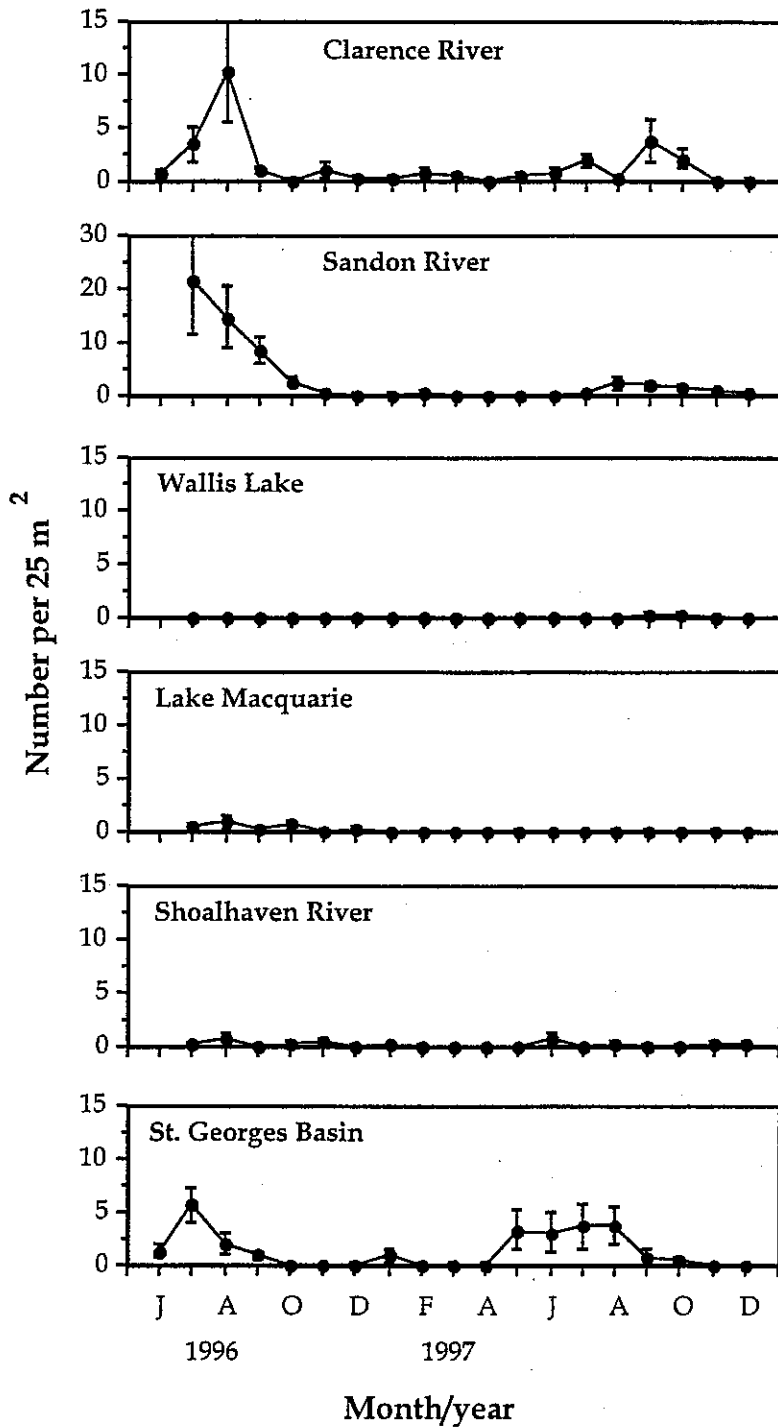 Clarence River
15
10
5
0
Sandon River
30
20
10
0
Wallis Lake
15
10
5
0
Lake Macquarie
15
10
5
0
Shoalhaven River
15
10
5
0
St. Georges Basin
15
10
5
0
Number per 25 m 2
J A O D F A J A O D
1996 1997
Month/year